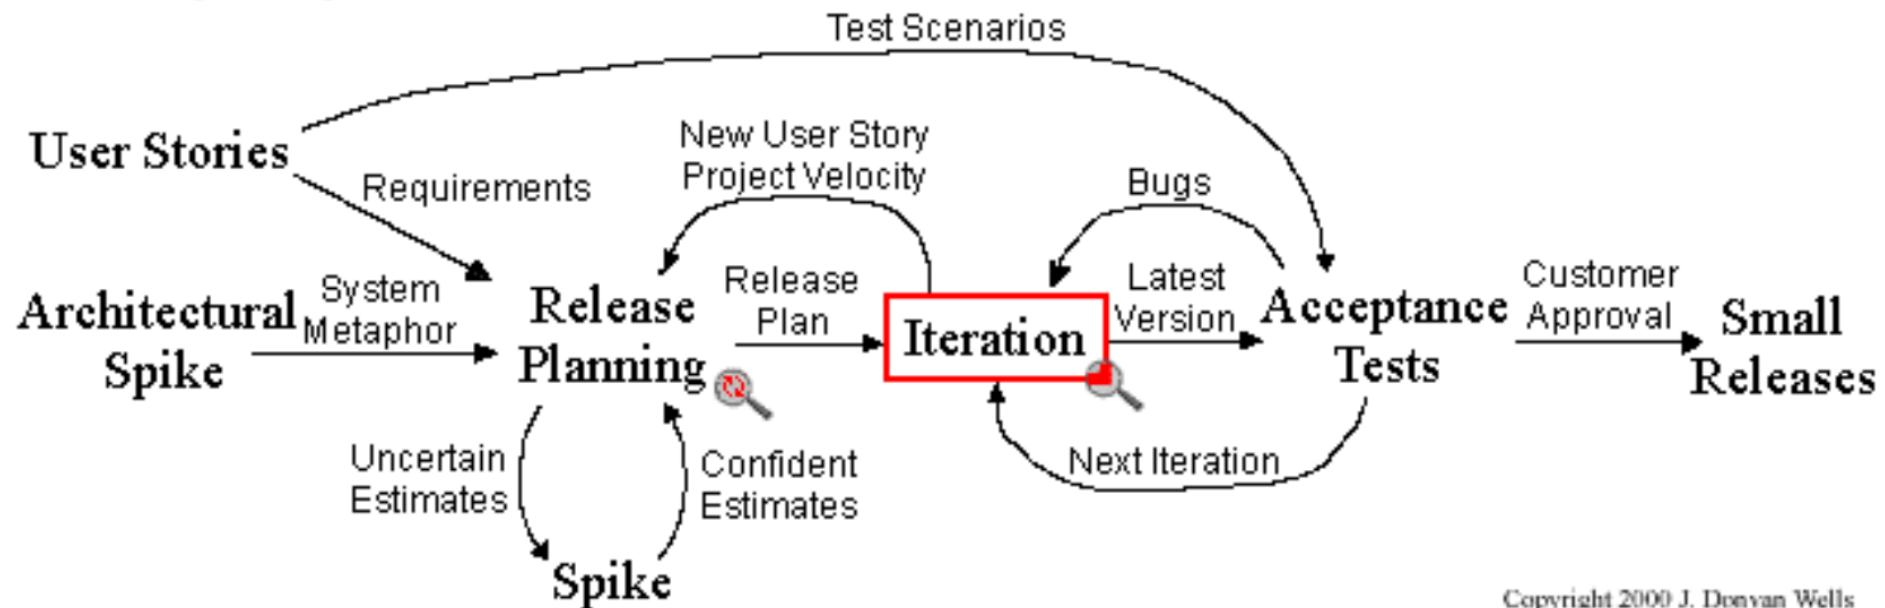 Test Scenarios
User Stories
Requirements
New User Story
Project Velocity
Bugs
Architectural
Spike
System
Metaphor
Release
Planning
Release
Plan
Iteration
Latest
Version
Acceptance
Tests
Customer
Approval
Small
Releases
Uncertain
Estimates
Confident
Estimates
Next Iteration
Spike
Copyright 2000 J. Donvan Wells